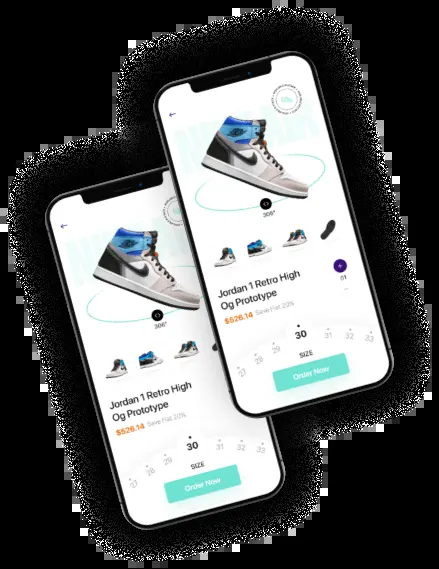 306°
Jordan 1 Retro High
Og Prototype
$526.14 Save Flat 20%
01
27 28 29 30 31 32 33
SIZE
Order Now
306°
Jordan 1 Retro High
Og Prototype
$526.14 Save Flat 20%
27 28 29 30 31 32 33
SIZE
Order Now